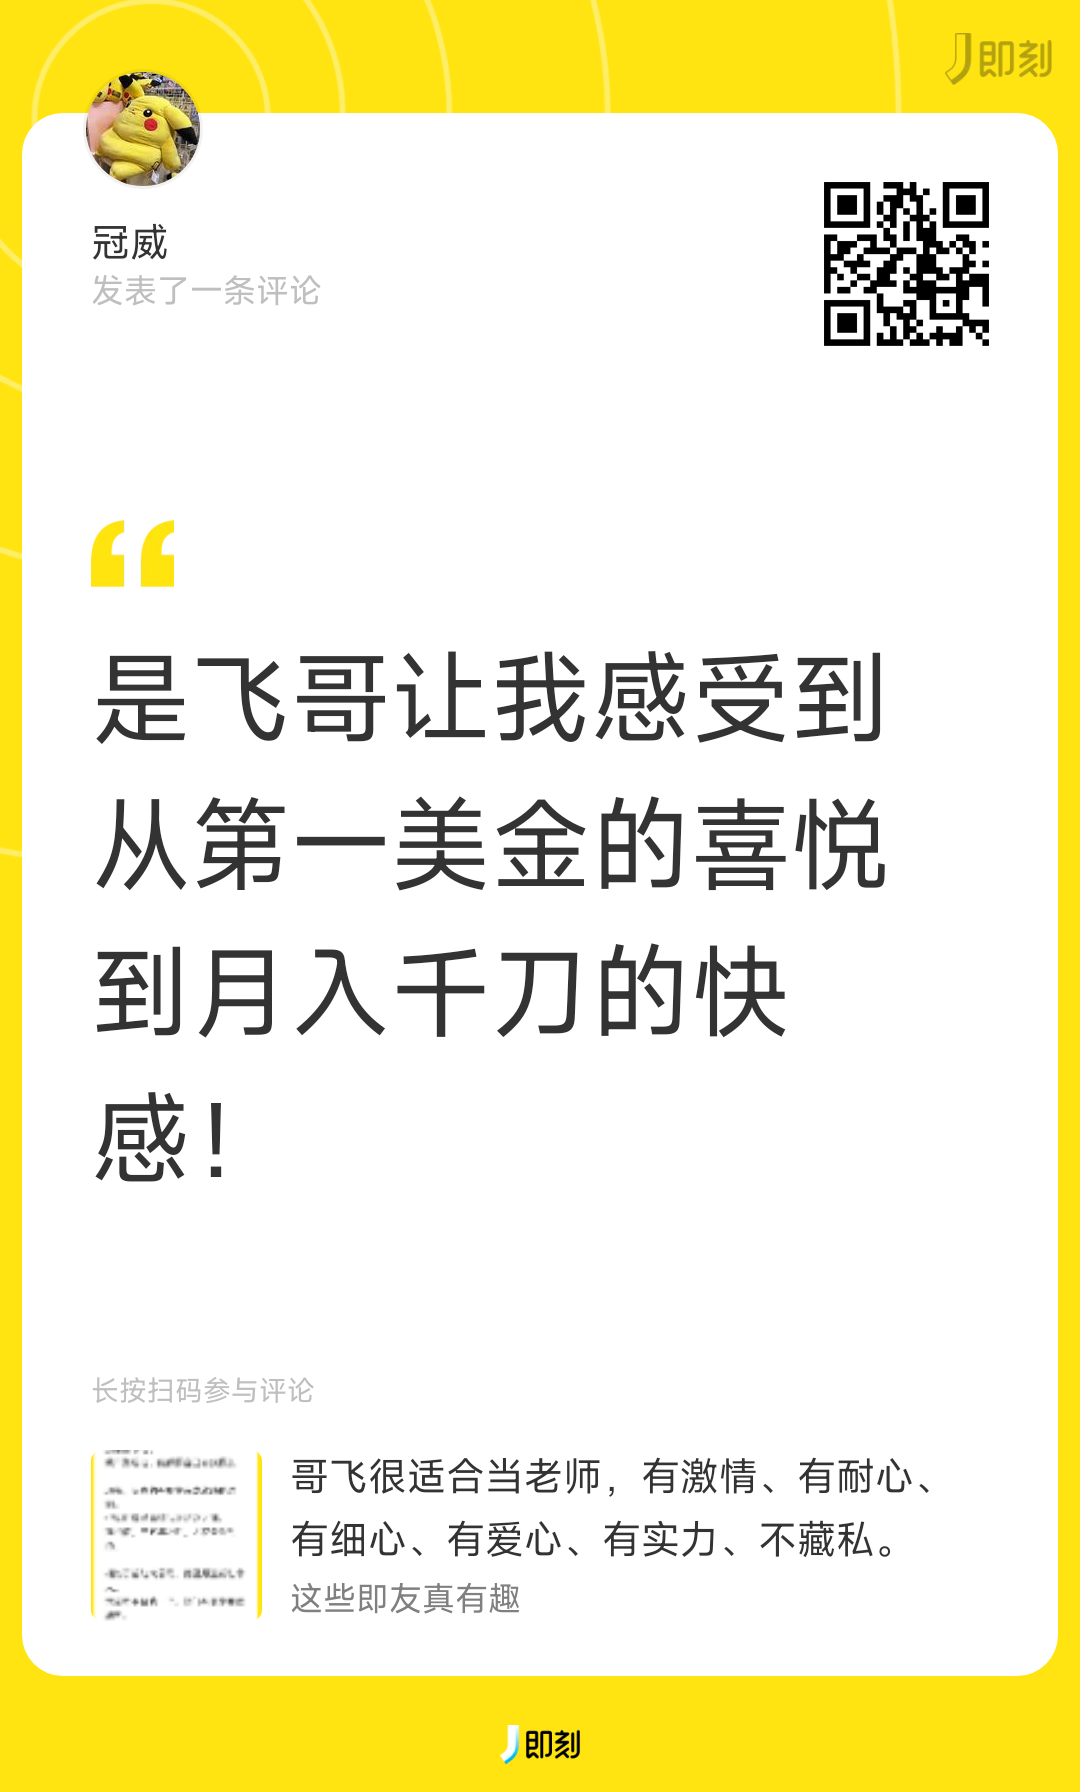 即刻
冠威
发表了一条评论
是飞哥让我感受到
从第一美金的喜悦
到月入千刀的快
感！
长按扫码参与评论
哥飞很适合当老师，有激情、有耐心、
有细心、有爱心、有实力、不藏私。
这些即友真有趣
即刻